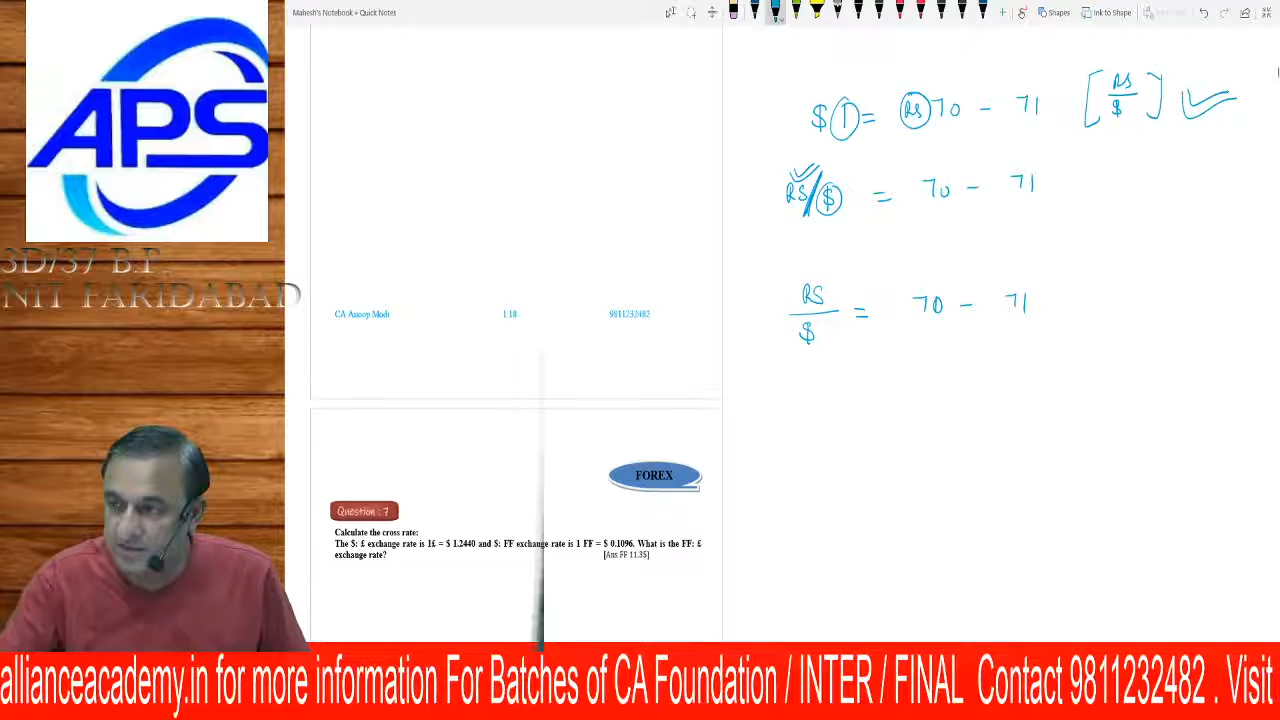 APS
3D/37 B.P.
NIT FARIDABAD
Mahesh's Notebook + Quick Notes
Shapes
Ink to Shape
$ 1 = RS 70 - 71 [RS/$]
RS/$ = 70 - 71
RS
$ = 70 - 71
CA Anoop Modi 1.18 9811232482
FOREX
Question : 7
Calculate the cross rate:
The $: £ exchange rate is 1£ = $ 1.2440 and $: FF exchange rate is 1 FF = $ 0.1096. What is the FF: £
exchange rate? [Ans FF 11.35]
allianceacademy.in for more information For Batches of CA Foundation / INTER / FINAL Contact 9811232482 . Visit